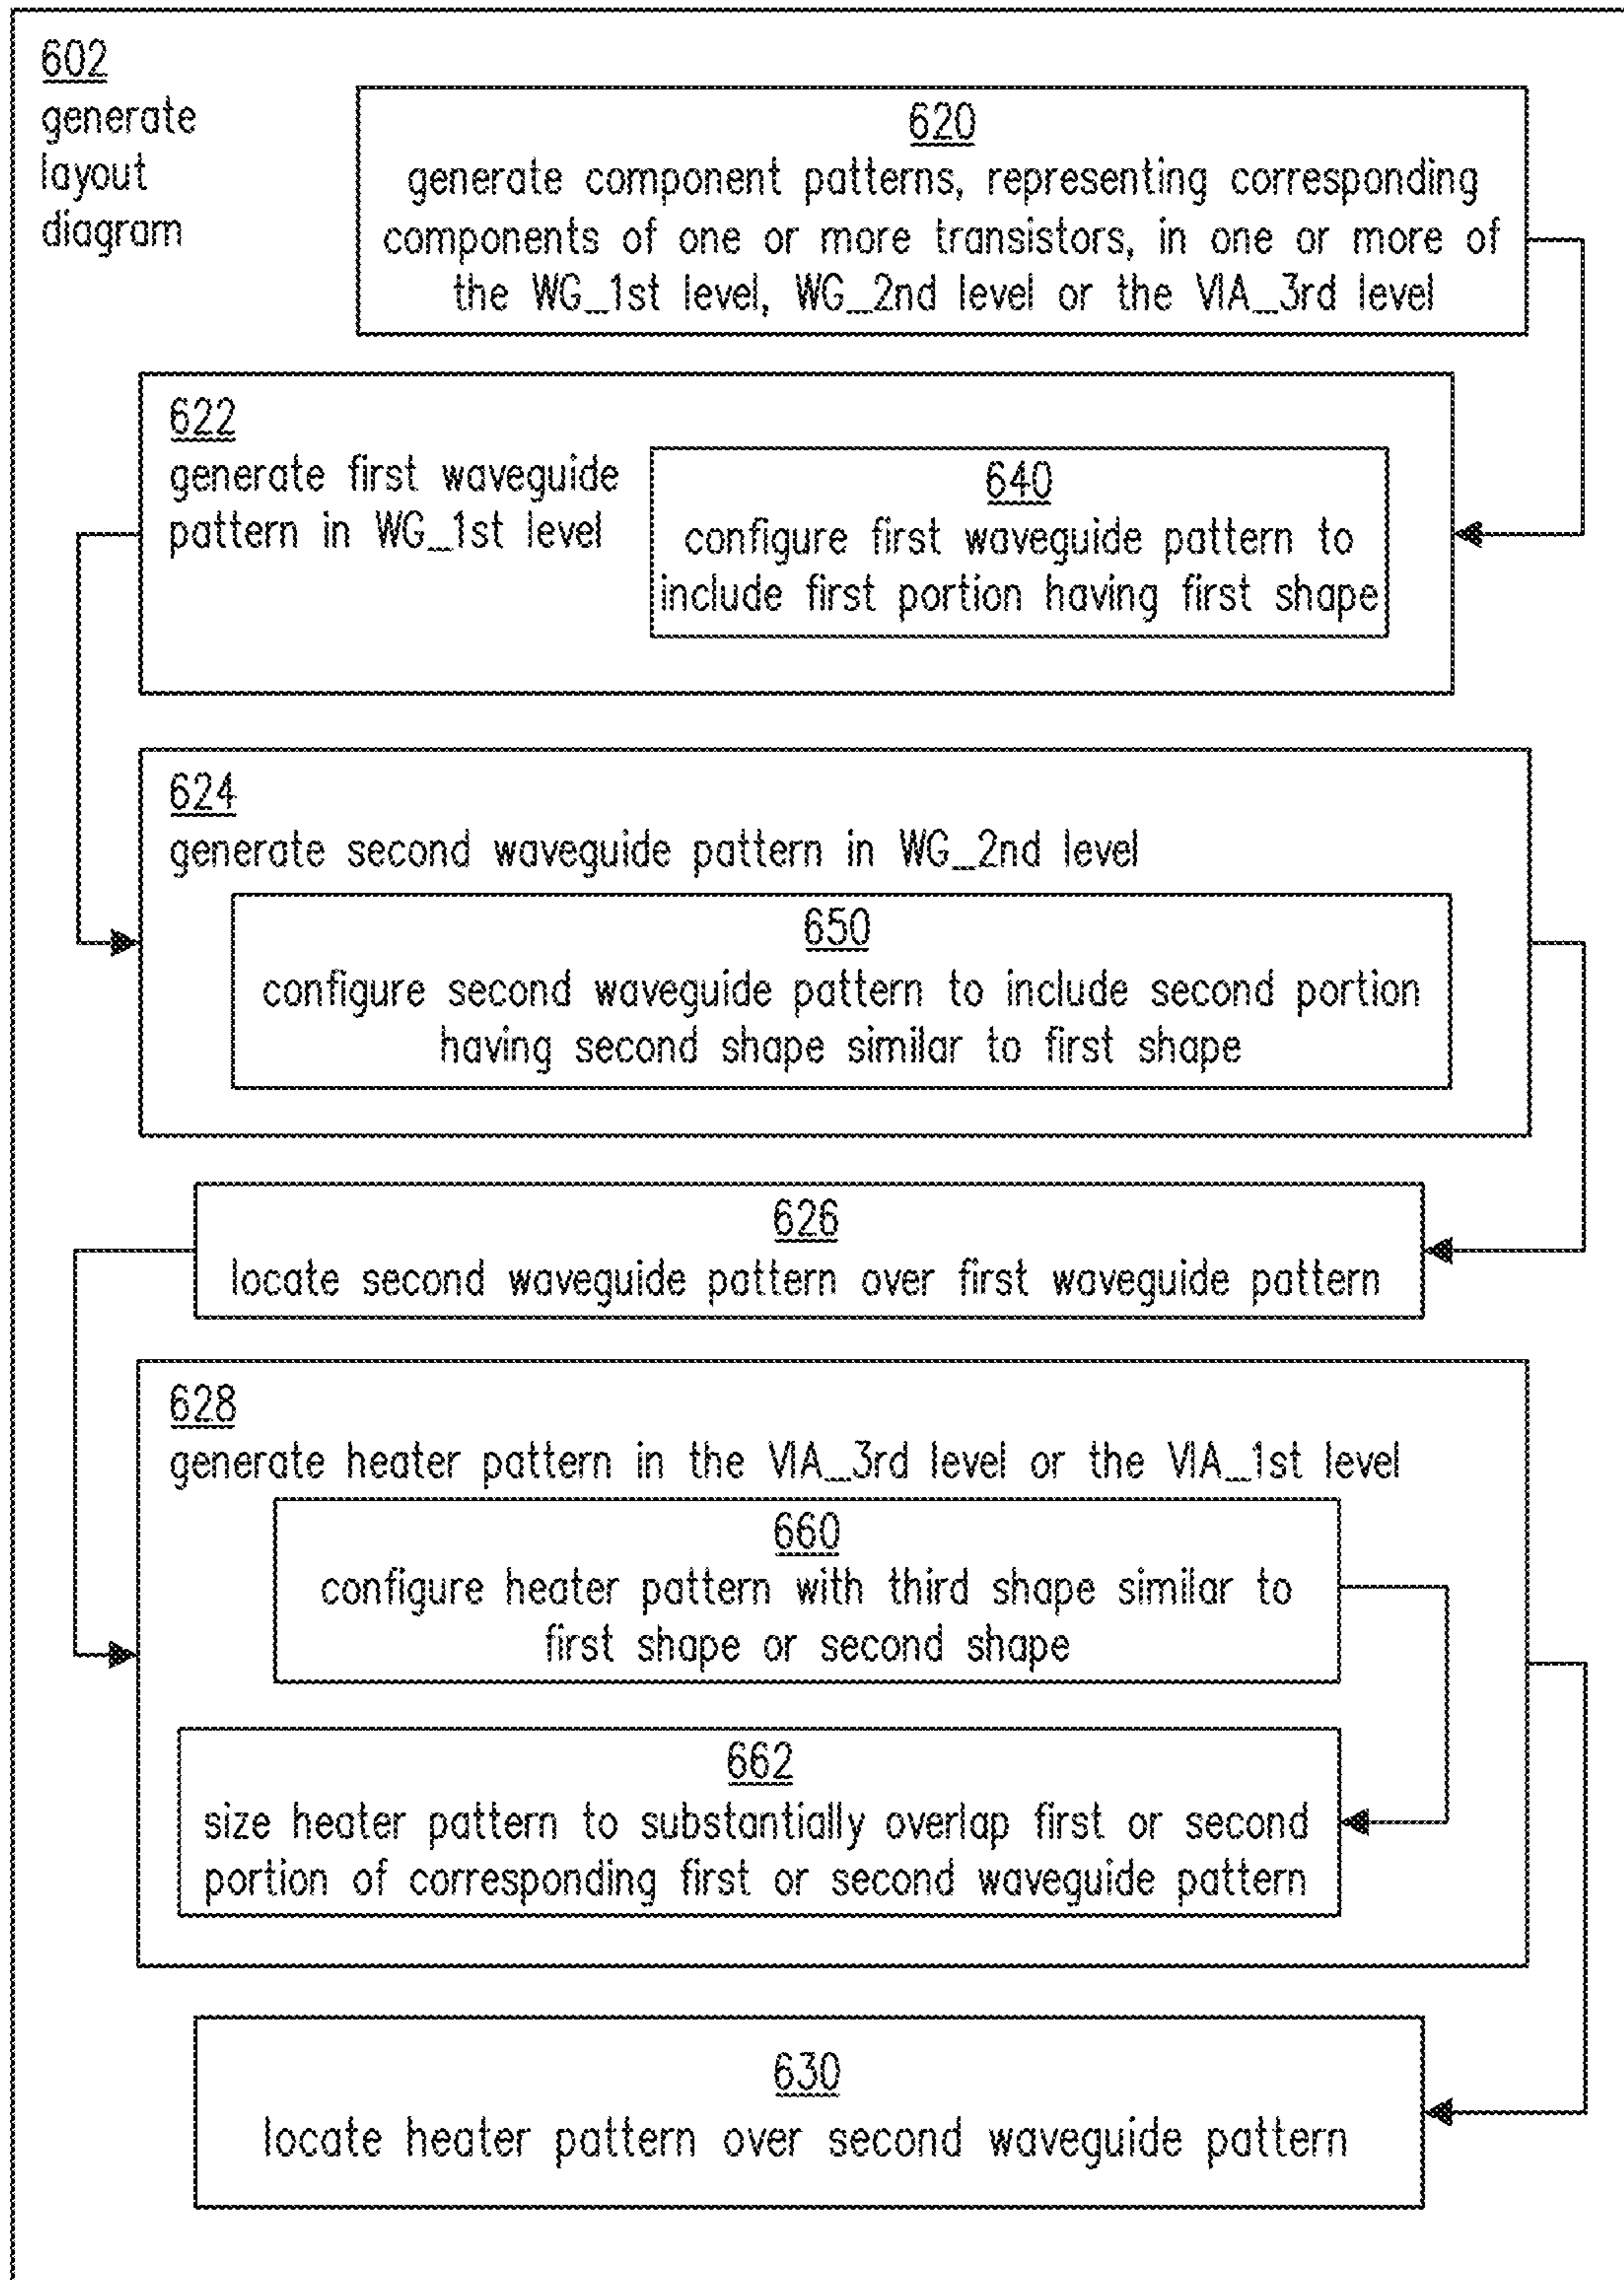 602
generate
layout
diagram
620
generate component patterns, representing corresponding
components of one or more transistors, in one or more of
the WG_1st level, WG_2nd level or the VIA_3rd level
622
generate first waveguide
pattern in WG_1st level
640
configure first waveguide pattern to
include first portion having first shape
624
generate second waveguide pattern in WG_2nd level
650
configure second waveguide pattern to include second portion
having second shape similar to first shape
626
locate second waveguide pattern over first waveguide pattern
628
generate heater pattern in the VIA_3rd level or the VIA_1st level
660
configure heater pattern with third shape similar to
first shape or second shape
662
size heater pattern to substantially overlap first or second
portion of corresponding first or second waveguide pattern
630
locate heater pattern over second waveguide pattern